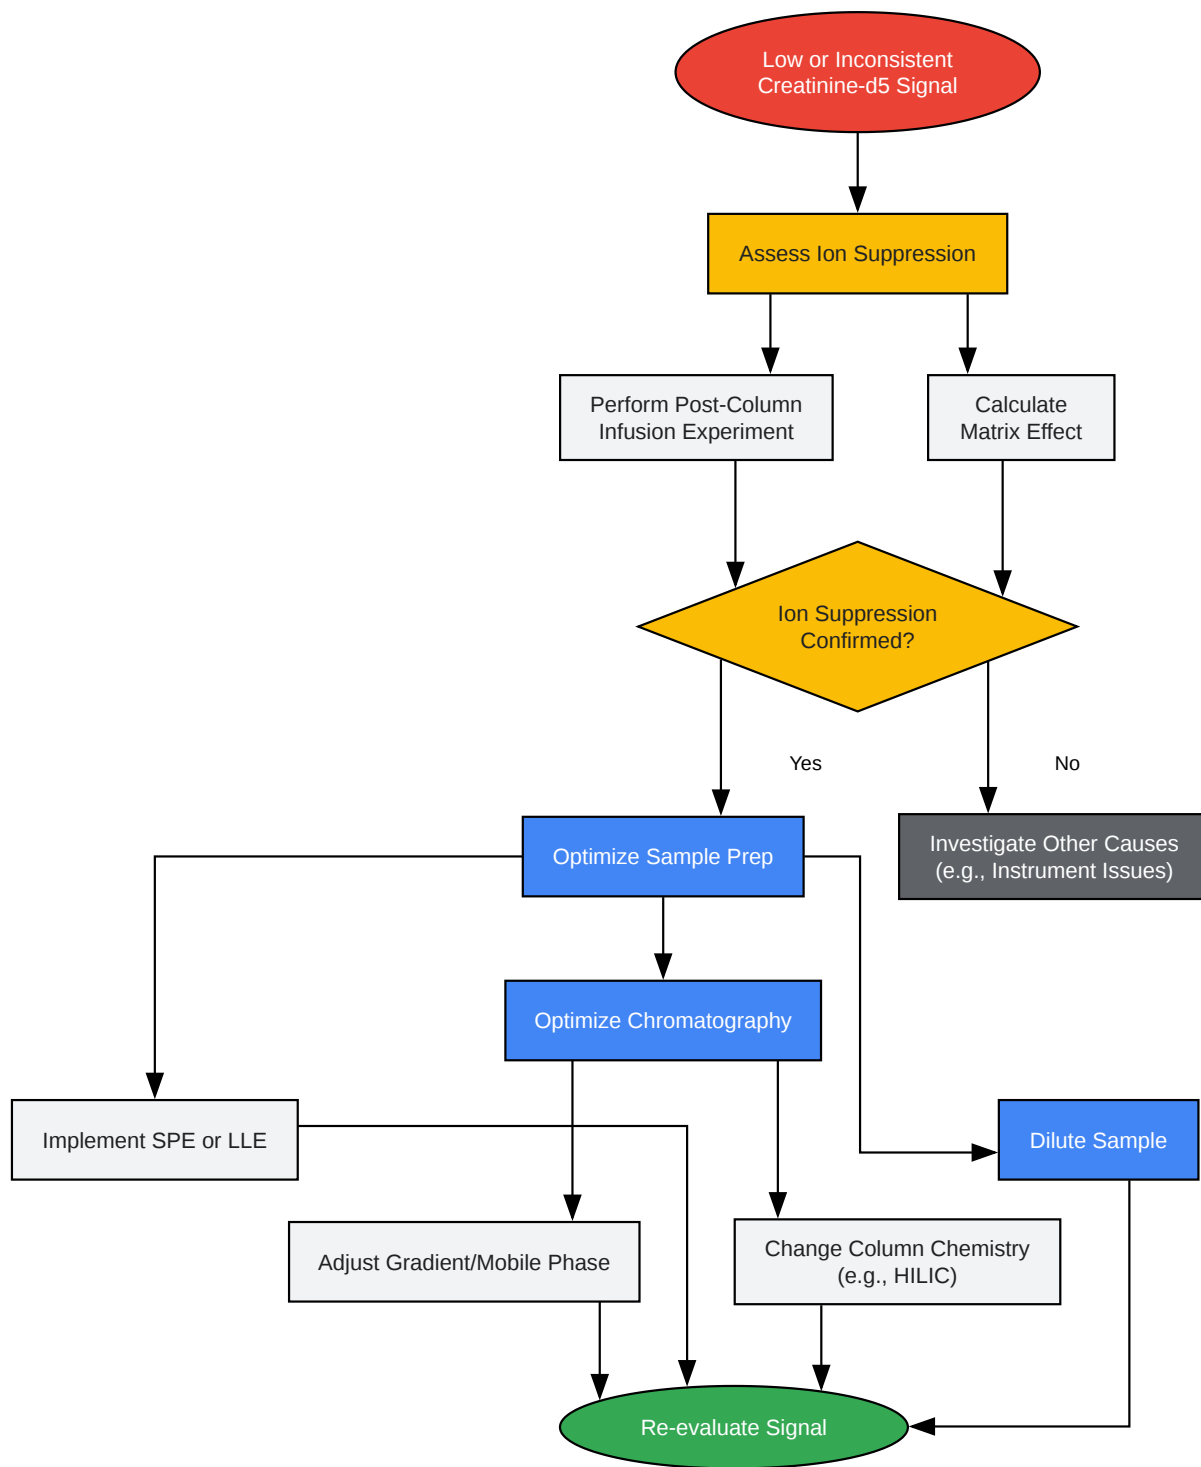 Low or Inconsistent
Creatinine-d5 Signal
Assess Ion Suppression
Perform Post-Column
Infusion Experiment
Calculate
Matrix Effect
Ion Suppression
Confirmed?
Yes
No
Optimize Sample Prep
Investigate Other Causes
(e.g., Instrument Issues)
Optimize Chromatography
Implement SPE or LLE
Dilute Sample
Adjust Gradient/Mobile Phase
Change Column Chemistry
(e.g., HILIC)
Re-evaluate Signal